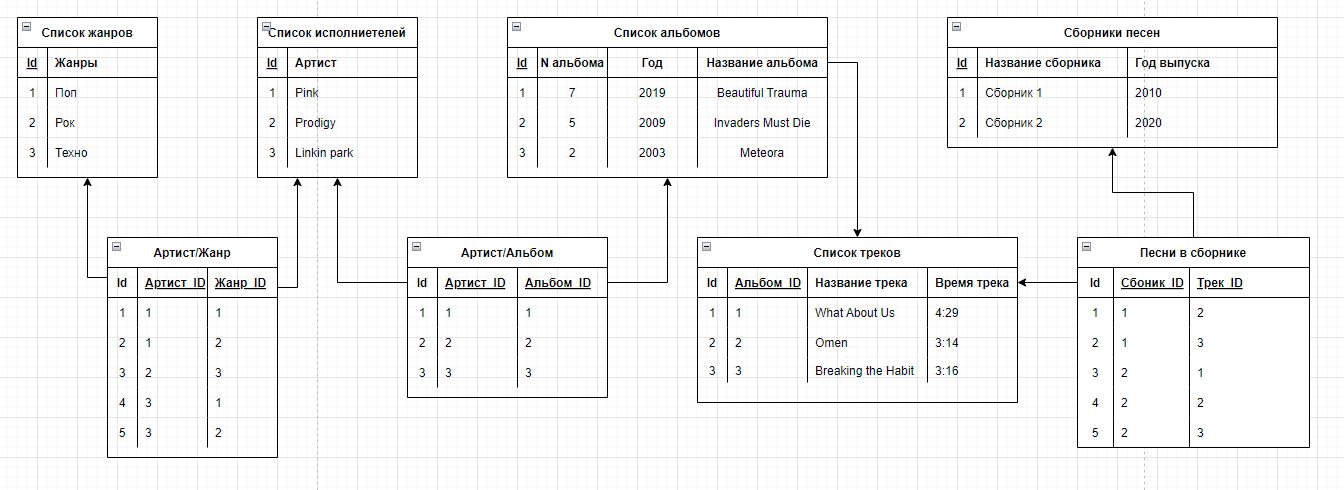 Список жанров
Id Жанры
1 Поп
2 Рок
3 Техно
Список исполниетелей
Id Артист
1 Pink
2 Prodigy
3 Linkin park
Список альбомов
Id N альбома Год Название альбома
1 7 2019 Beautiful Trauma
2 5 2009 Invaders Must Die
3 2 2003 Meteora
Сборники песен
Id Название сборника Год выпуска
1 Сборник 1 2010
2 Сборник 2 2020
Артист/Жанр
Id Артист_ID Жанр_ID
1 1 1
2 1 2
3 2 3
4 3 1
5 3 2
Артист/Альбом
Id Артист_ID Альбом_ID
1 1 1
2 2 2
3 3 3
Список треков
Id Альбом_ID Название трека Время трека
1 1 What About Us 4:29
2 2 Omen 3:14
3 3 Breaking the Habit 3:16
Песни в сборнике
Id Сбоник_ID Трек_ID
1 1 2
2 1 3
3 2 1
4 2 2
5 2 3